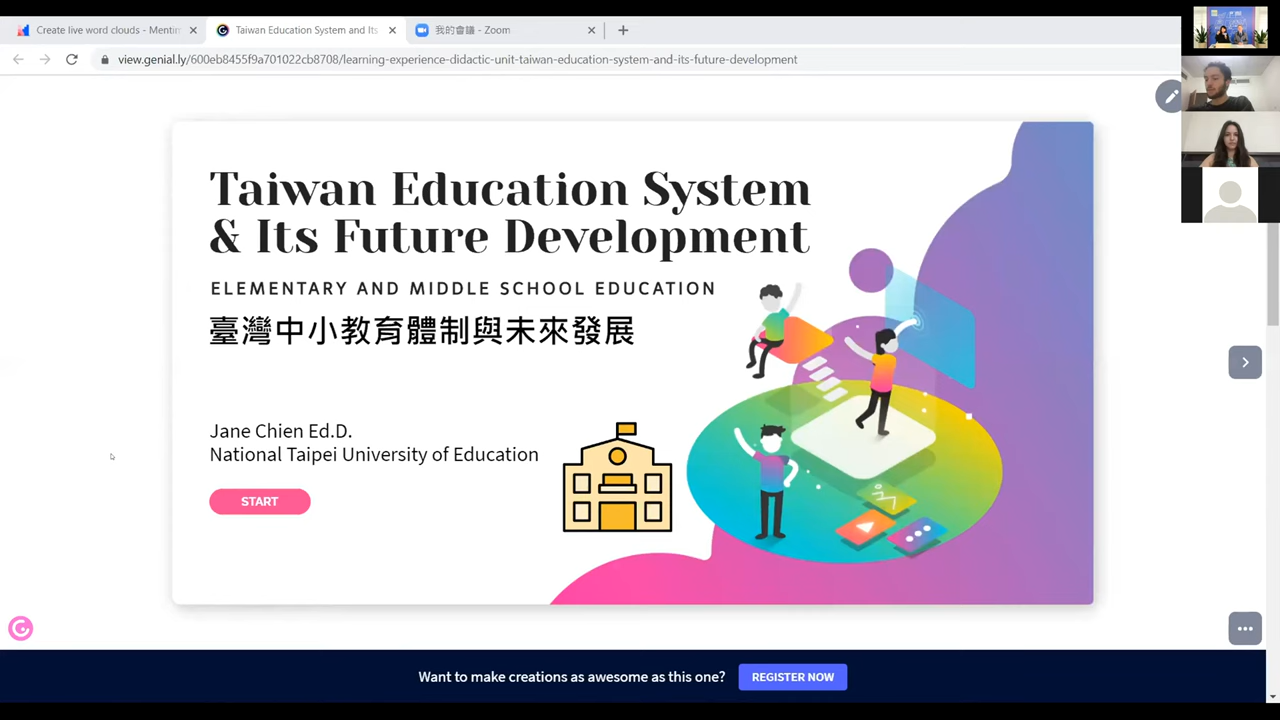 Create live word clouds - Mentin
Taiwan Education System and Its
我的會議 - Zoom
view.genial.ly/600eb8455f9a701022cb8708/learning-experience-didactic-unit-taiwan-education-system-and-its-future-development
Taiwan Education System
& Its Future Development
ELEMENTARY AND MIDDLE SCHOOL EDUCATION
臺灣中小教育體制與未來發展
Jane Chien Ed.D.
National Taipei University of Education
START
Want to make creations as awesome as this one?
REGISTER NOW